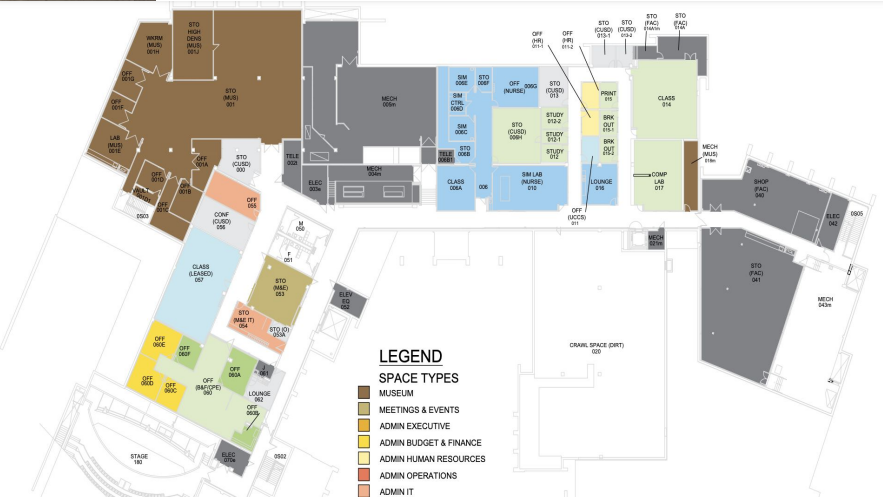 WKRM
(MUS)
001H
STO
HIGH
DENS
(MUS)
001J
OFF
001G
OFF
001F
LAB
(MUS)
001E
STO
(MUS)
001
OFF
001A
OFF
001D
VAULT
OFF
001C
OFF
001B
0S03
STO
(CUSD)
000
OFF
055
CONF
(CUSD)
056
CLASS
(LEASED)
057
TELE
002t
ELEC
003e
MECH
005m
MECH
004m
M
050
F
051
STO
(M&E)
053
STO
(M&E IT)
054
STO (O)
053A
ELEV
EQ
052
OFF
060E
OFF
060F
OFF
060D
OFF
060C
OFF
(B&F/CPE)
060
OFF
060A
J
061
LOUNGE
062
OFF
060B
ELEC
070e
0S02
STAGE
180
SIM
006E
STO
006F
SIM
CTRL
006D
SIM
006C
STO
006B
TELE
006B1
CLASS
006A
006
OFF
(NURSE)
006G
STO
(CUSD)
013
STO
(CUSD)
006H
STUDY
012-2
STUDY
012-1
STUDY
012
SIM LAB
(NURSE)
010
OFF
(HR)
011-1
OFF
(HR)
011-2
PRINT
015
BRK
OUT
015-1
BRK
OUT
015-2
LOUNGE
016
OFF
(UCCS)
011
STO
(CUSD)
013-1
STO
(CUSD)
013-2
STO
(FAC)
STO
(FAC)
014A
CLASS
014
COMP
LAB
017
MECH
(MUS)
018m
MECH
021m
SHOP
(FAC)
040
ELEC
042
0S05
STO
(FAC)
041
MECH
043m
CRAWL SPACE (DIRT)
020
LEGEND
SPACE TYPES
MUSEUM
MEETINGS & EVENTS
ADMIN EXECUTIVE
ADMIN BUDGET & FINANCE
ADMIN HUMAN RESOURCES
ADMIN OPERATIONS
ADMIN IT